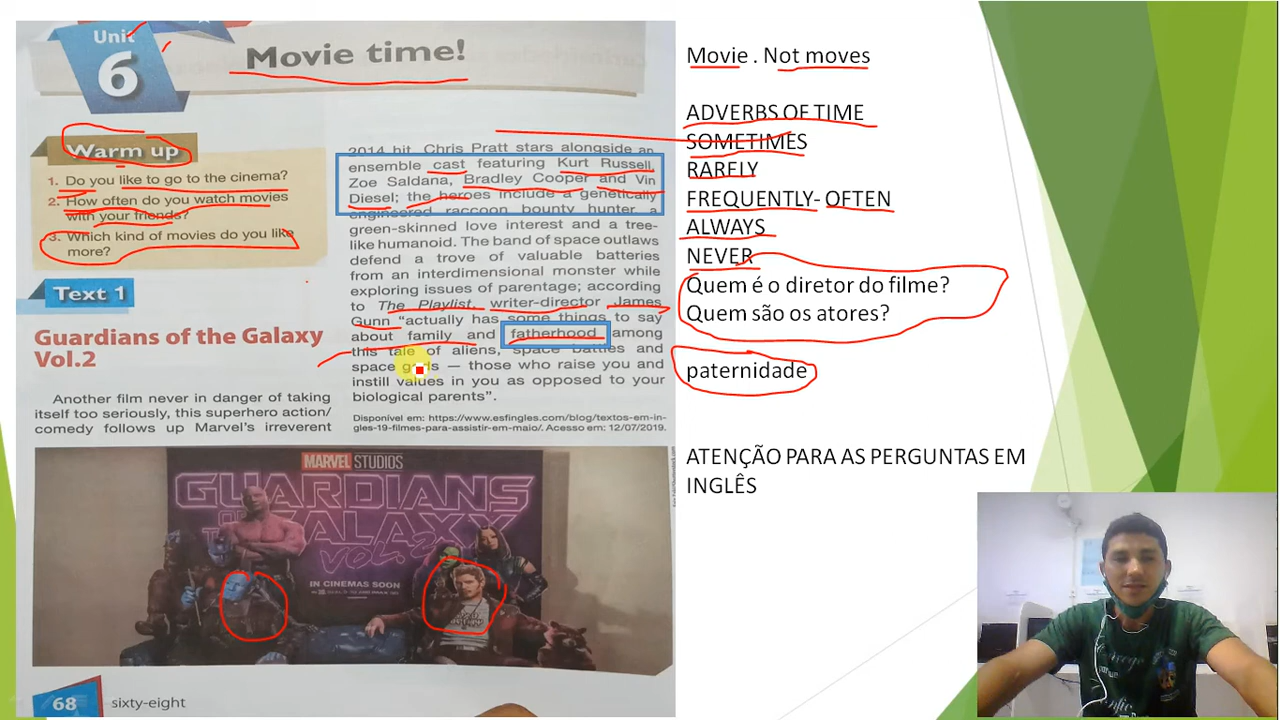 Unit
6
Movie time!
Warm up
1. Do you like to go to the cinema?
2. How often do you watch movies
with your friends?
3. Which kind of movies do you like
more?
Text 1
Guardians of the Galaxy
Vol.2
Another film never in danger of taking
itself too seriously, this superhero action/
comedy follows up Marvel's irreverent
2014 hit. Chris Pratt stars alongside an
ensemble cast featuring Kurt Russell,
Zoe Saldana, Bradley Cooper and Vin
Diesel; the heroes include a genetically
engineered raccoon bounty hunter, a
green-skinned love interest and a tree-
like humanoid. The band of space outlaws
defend a trove of valuable batteries
from an interdimensional monster while
exploring issues of parentage; according
to The Playlist, writer-director James
Gunn "actually has some things to say
about family and fatherhood among
this tale of aliens, space battles and
space gods — those who raise you and
instill values in you as opposed to your
biological parents".
Disponível em: https://www.esfingles.com/blog/textos-em-in-
gles-19-filmes-para-assistir-em-maio/. Acesso em: 12/07/2019.
MARVEL STUDIOS
GUARDIANS
OF THE
GALAXY
VOL. 2
IN CINEMAS SOON
68 sixty-eight
Movie . Not moves
ADVERBS OF TIME
SOMETIMES
RARELY
FREQUENTLY- OFTEN
ALWAYS
NEVER
Quem é o diretor do filme?
Quem são os atores?
paternidade
ATENÇÃO PARA AS PERGUNTAS EM
INGLÊS